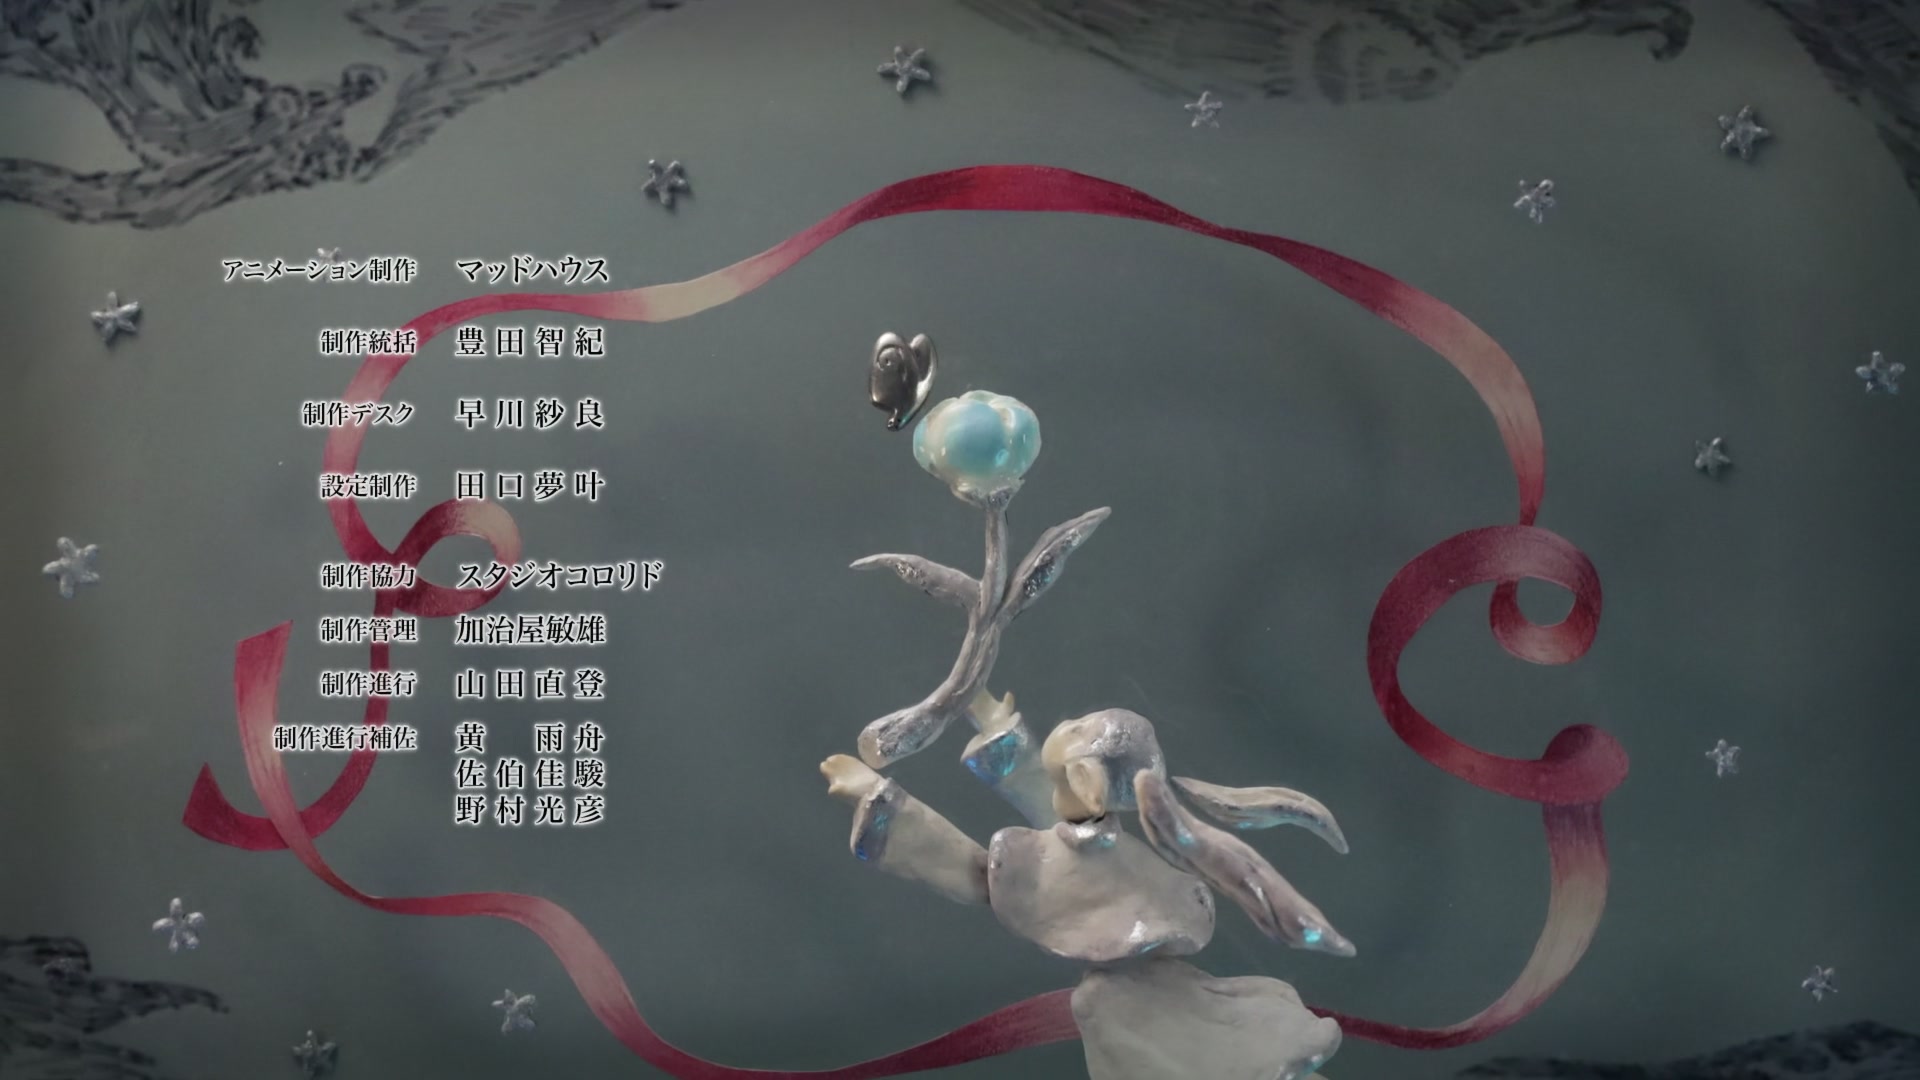 アニメーション制作 マッドハウス
制作統括 豊田智紀
制作デスク 早川紗良
設定制作 田口夢叶
制作協力 スタジオコロリド
制作管理 加治屋敏雄
制作進行 山田直登
制作進行補佐 黄 雨舟
佐伯佳駿
野村光彦